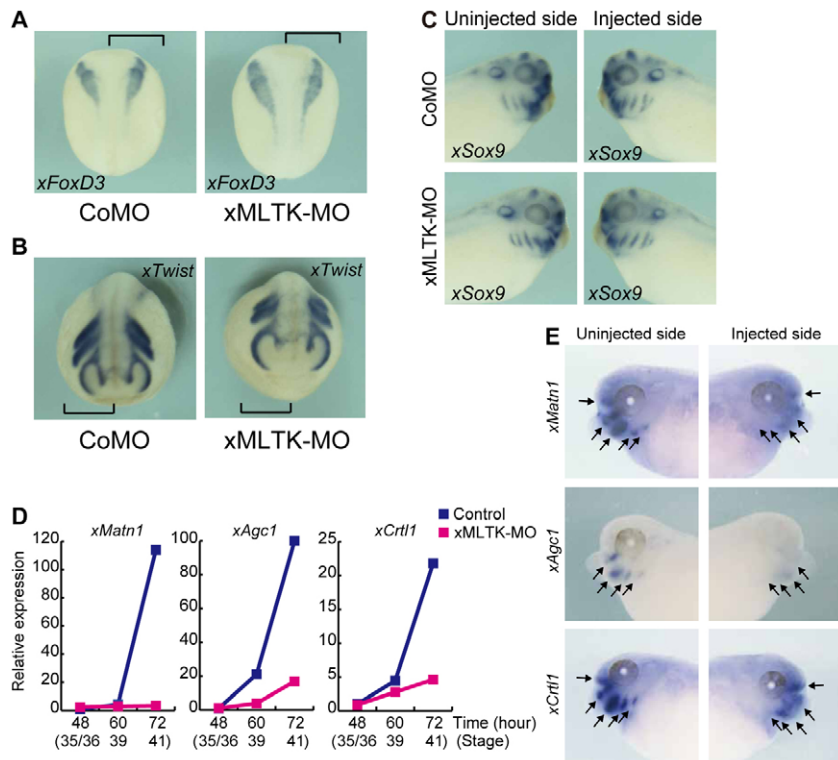 A
xFoxD3
xFoxD3
CoMO
xMLTK-MO
B
xTwist
xTwist
CoMO
xMLTK-MO
C
Uninjected side
Injected side
CoMO
xSox9
xSox9
xMLTK-MO
xSox9
xSox9
D
Control
xMLTK-MO
xMatn1
xAgc1
xCrtl1
Relative expression
120
100
80
60
40
20
0
100
80
60
40
20
0
25
20
15
10
5
0
48 60 72
48 60 72
48 60 72
Time (hour)
(35/36 39 41)
(35/36 39 41)
(35/36 39 41)
(Stage)
E
Uninjected side
Injected side
xMatn1
xAgc1
xCrtl1